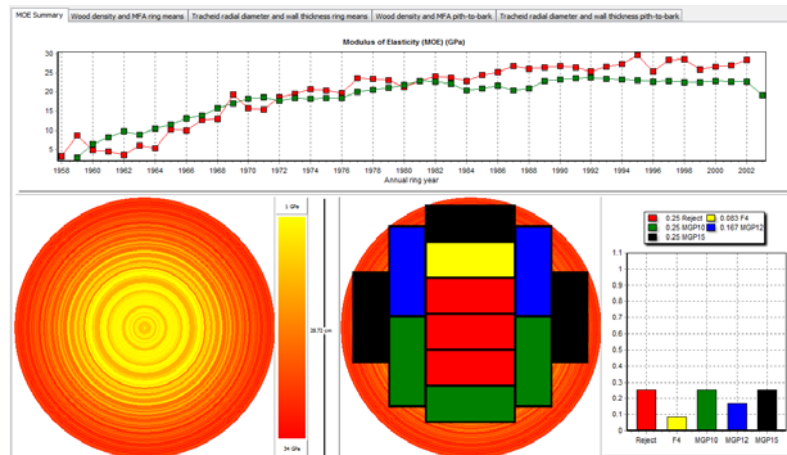 MOE Summary Wood density and MFA ring means Tracheid radial diameter and wall thickness ring means Wood density and MFA pith-to-bark Tracheid radial diameter and wall thickness pith-to-bark
Modulus of Elasticity (MOE) (GPa)
30
25
20
15
10
5
1958 1960 1962 1964 1966 1968 1970 1972 1974 1976 1978 1980 1982 1984 1986 1988 1990 1992 1994 1996 1998 2000 2002
Annual ring year
1 GPa
34 GPa
28.72 cm
0.25 Reject 0.083 F4
0.25 MGP10 0.167 MGP12
0.25 MGP15
1.1
1
0.9
0.8
0.7
0.6
0.5
0.4
0.3
0.2
0.1
0
Reject F4 MGP10 MGP12 MGP15